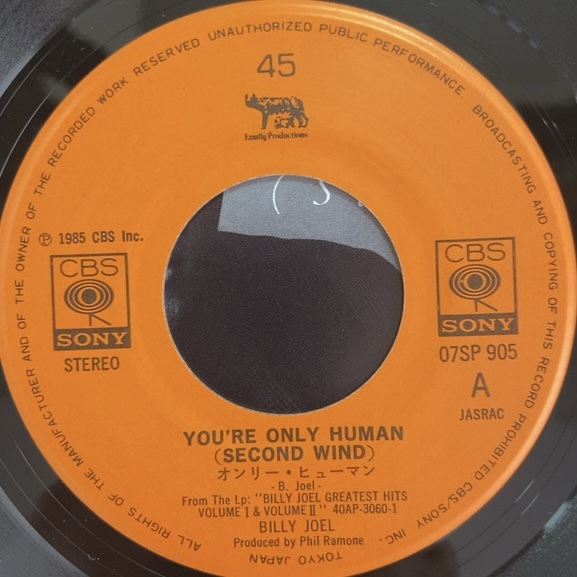 ALL RIGHTS OF THE MANUFACTURER AND OF THE OWNER OF THE RECORDED WORK RESERVED UNAUTHORIZED PUBLIC PERFORMANCE BROADCASTING AND COPYING OF THIS RECORD PROHIBITED CBS/SONY INC. TOKYO JAPAN
45
Family Productions
Ⓟ 1985 CBS Inc.
CBS
SONY
STEREO
CBS
SONY
07SP 905
A
JASRAC
YOU'RE ONLY HUMAN
(SECOND WIND)
オンリー・ヒューマン
- B. Joel -
From The Lp: "BILLY JOEL GREATEST HITS
VOLUME I & VOLUME II" 40AP-3060-1
BILLY JOEL
Produced by Phil Ramone